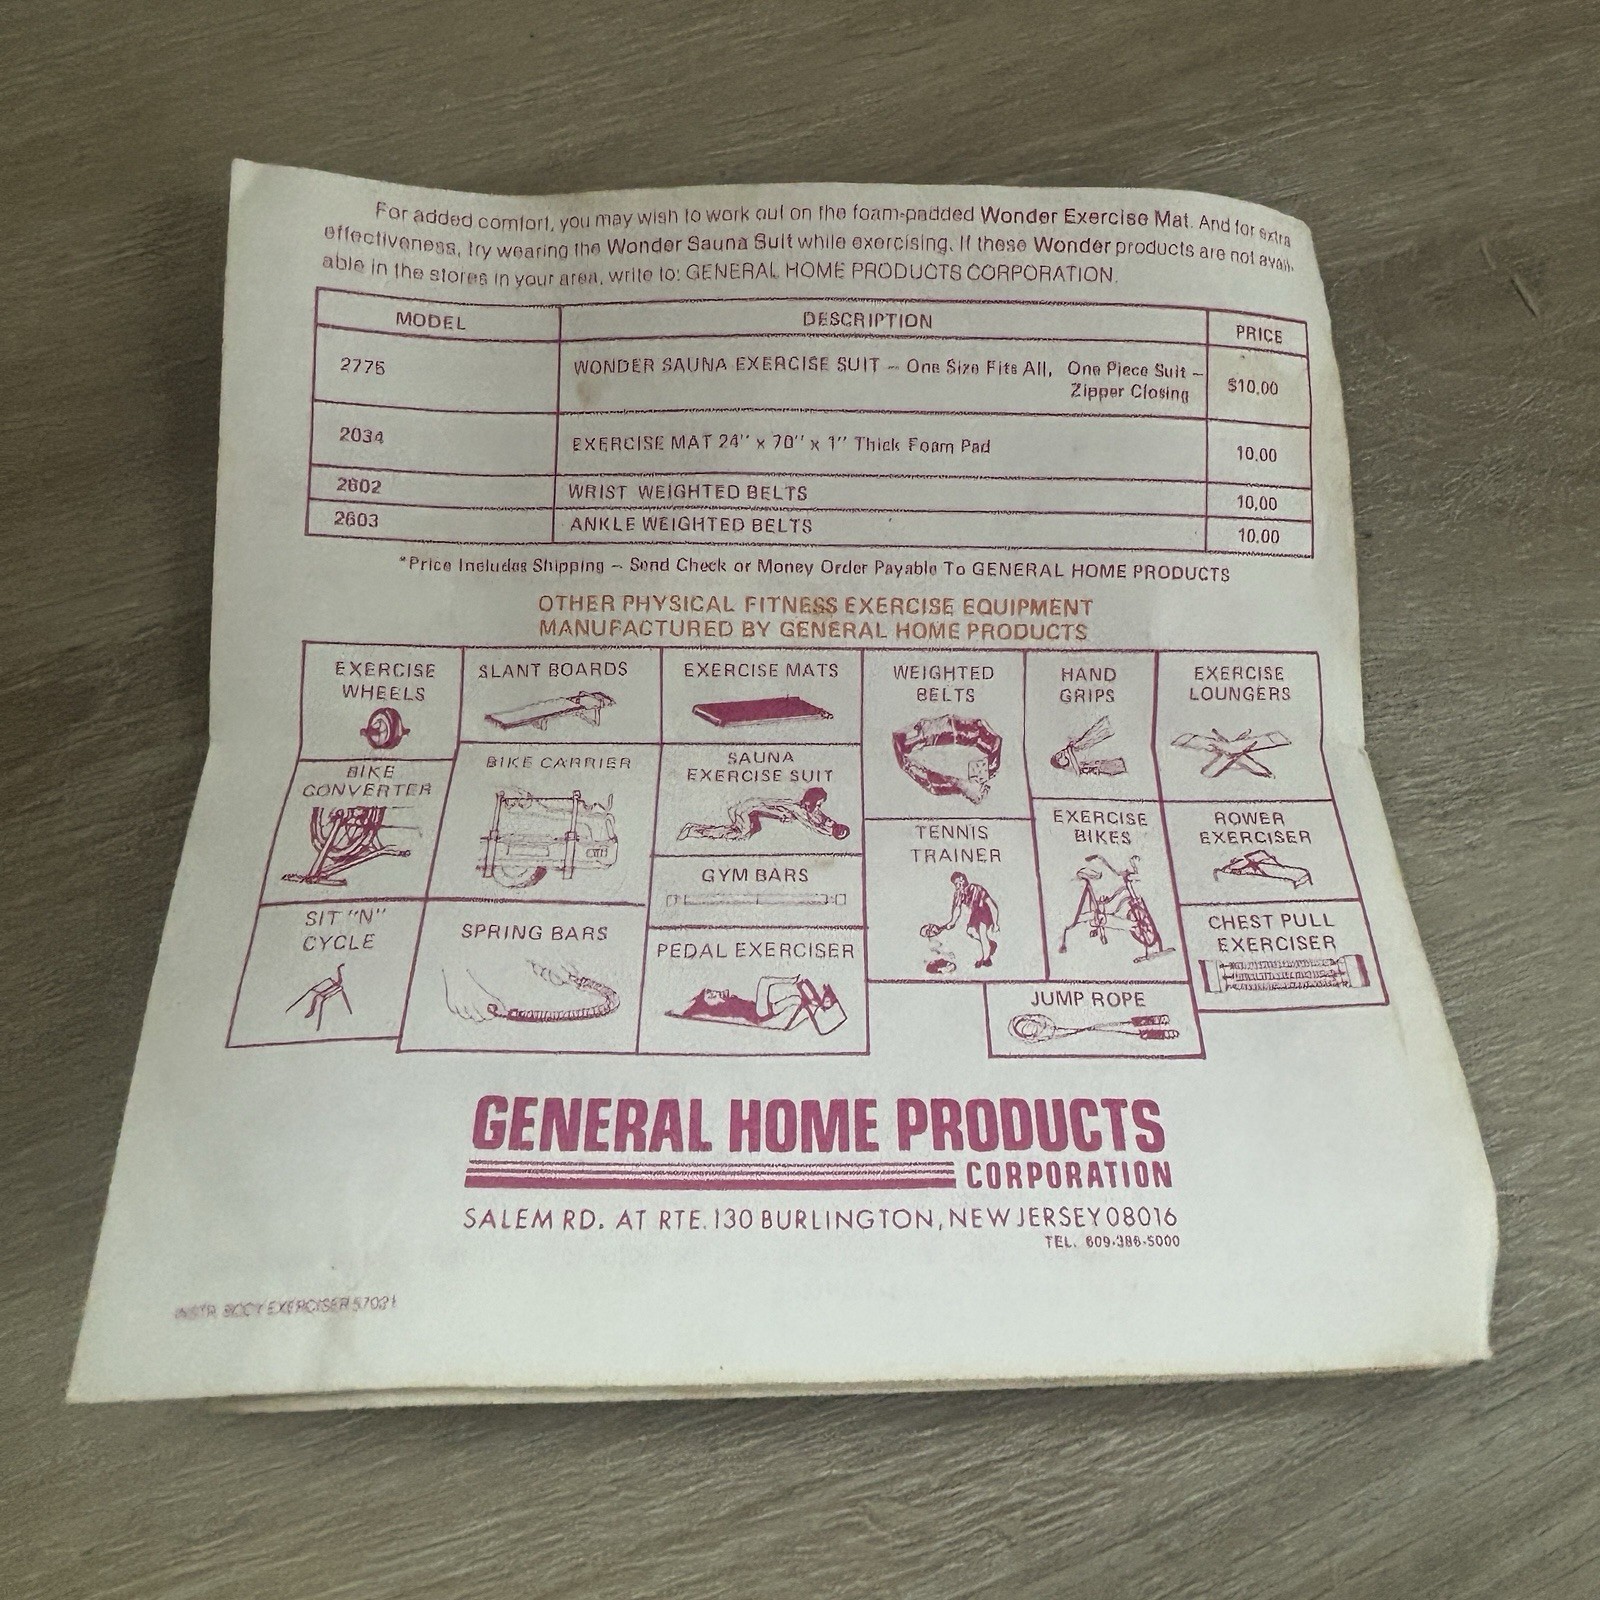 For added comfort, you may wish to work out on the foam-padded Wonder Exercise Mat. And for extra
effectiveness, try wearing the Wonder Sauna Suit while exercising. If these Wonder products are not avail-
able in the stores in your area, write to: GENERAL HOME PRODUCTS CORPORATION.
MODEL DESCRIPTION PRICE
2775 WONDER SAUNA EXERCISE SUIT – One Size Fits All, One Piece Suit –
Zipper Closing $10.00
2034 EXERCISE MAT 24" x 70" x 1" Thick Foam Pad 10.00
2602 WRIST WEIGHTED BELTS 10.00
2603 ANKLE WEIGHTED BELTS 10.00
*Price Includes Shipping – Send Check or Money Order Payable To GENERAL HOME PRODUCTS
OTHER PHYSICAL FITNESS EXERCISE EQUIPMENT
MANUFACTURED BY GENERAL HOME PRODUCTS
EXERCISE
WHEELS
SLANT BOARDS
EXERCISE MATS
WEIGHTED
BELTS
HAND
GRIPS
EXERCISE
LOUNGERS
BIKE
CONVERTER
BIKE CARRIER
SAUNA
EXERCISE SUIT
TENNIS
TRAINER
EXERCISE
BIKES
ROWER
EXERCISER
GYM BARS
SIT "N"
CYCLE
SPRING BARS
PEDAL EXERCISER
CHEST PULL
EXERCISER
JUMP ROPE
GENERAL HOME PRODUCTS
CORPORATION
SALEM RD. AT RTE. 130 BURLINGTON, NEW JERSEY 08016
TEL. 609-386-5000
INSTR. BODY EXERCISER 57021